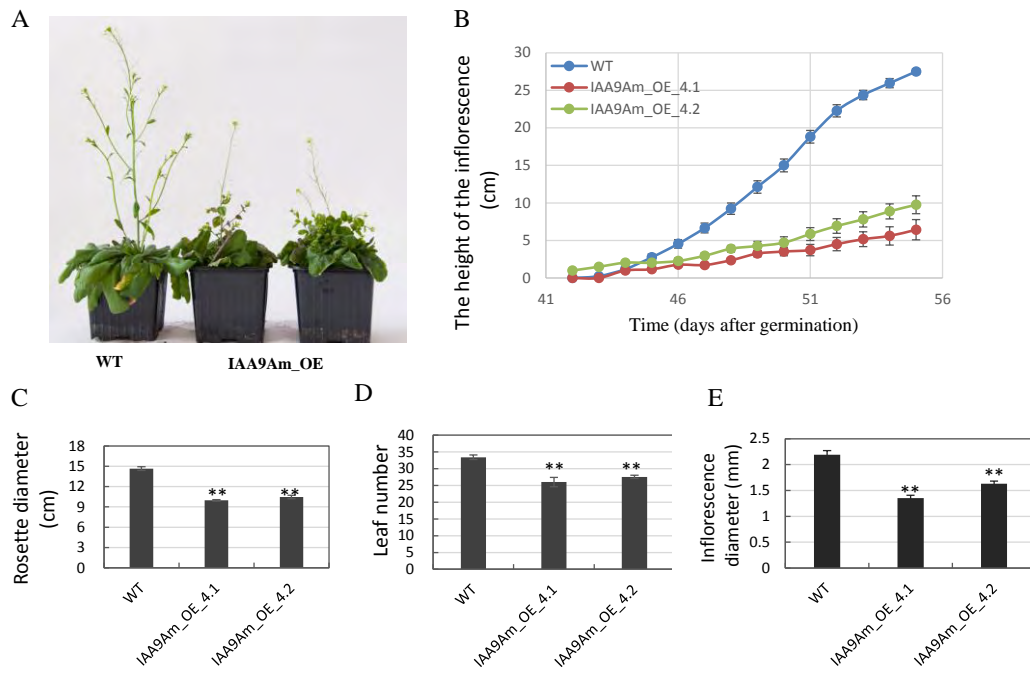 A
WT
IAA9Am_OE
B
The height of the inflorescence
(cm)
30
25
20
15
10
5
0
WT
IAA9Am_OE_4.1
IAA9Am_OE_4.2
41
46
51
56
Time (days after germination)
C
Rosette diameter
(cm)
18
15
12
9
6
3
0
**
**
WT
IAA9Am_OE_4.1
IAA9Am_OE_4.2
D
Leaf number
40
35
30
25
20
15
10
5
0
**
**
WT
IAA9Am_OE_4.1
IAA9Am_OE_4.2
E
Inflorescence
diameter (mm)
2.5
2
1.5
1
0.5
0
**
**
WT
IAA9Am_OE_4.1
IAA9Am_OE_4.2